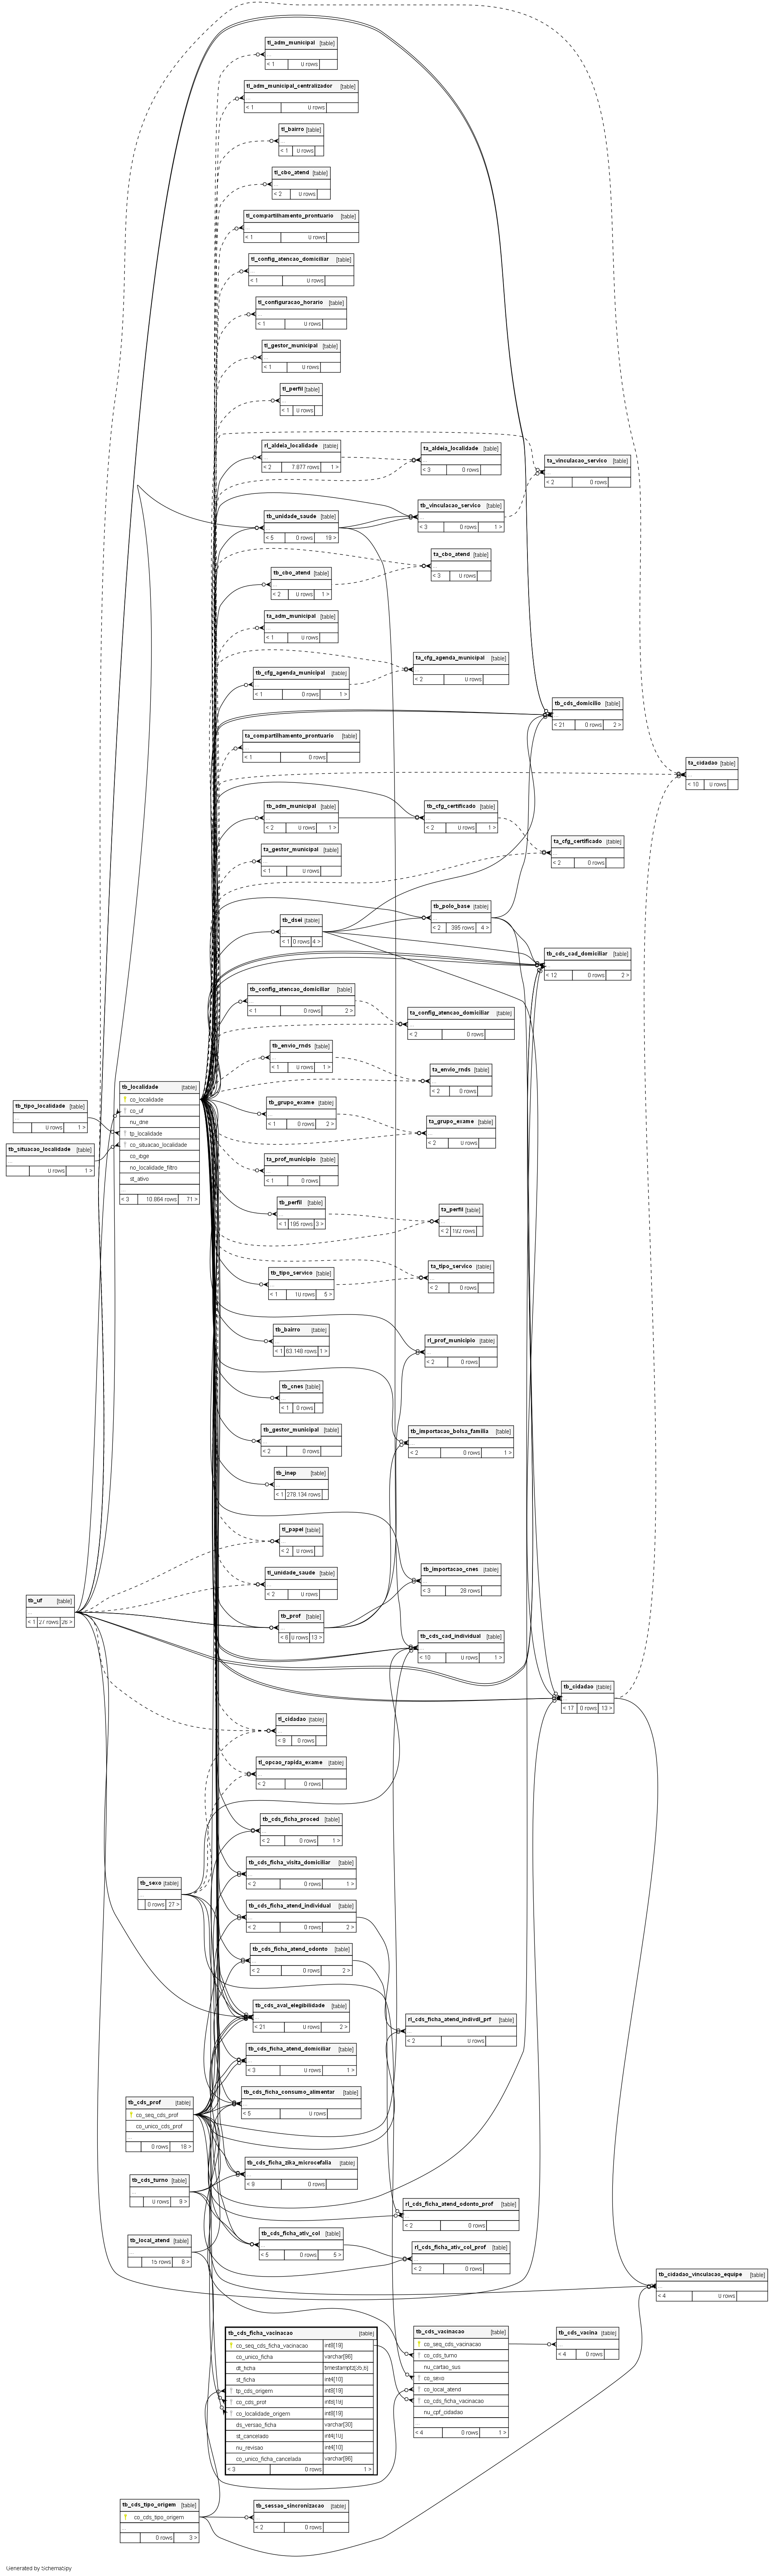 tl_adm_municipal [table]
...
< 1 0 rows
tl_adm_municipal_centralizador [table]
...
< 1 0 rows
tl_bairro [table]
...
< 1 0 rows
tl_cbo_atend [table]
...
< 2 0 rows
tl_compartilhamento_prontuario [table]
...
< 1 0 rows
tl_config_atencao_domiciliar [table]
...
< 1 0 rows
tl_configuracao_horario [table]
...
< 1 0 rows
tl_gestor_municipal [table]
...
< 1 0 rows
tl_perfil [table]
...
< 1 0 rows
rl_aldeia_localidade [table]
...
< 2 7.977 rows 1 >
ta_aldeia_localidade [table]
...
< 3 0 rows
ta_vinculacao_servico [table]
...
< 2 0 rows
tb_unidade_saude [table]
...
< 5 0 rows 19 >
tb_vinculacao_servico [table]
...
< 3 0 rows 1 >
ta_cbo_atend [table]
...
< 3 0 rows
tb_cbo_atend [table]
...
< 2 0 rows 1 >
ta_adm_municipal [table]
...
< 1 0 rows
ta_cfg_agenda_municipal [table]
...
< 2 0 rows
tb_cfg_agenda_municipal [table]
...
< 1 0 rows 1 >
tb_cds_domicilio [table]
...
< 21 0 rows 2 >
ta_compartilhamento_prontuario [table]
...
< 1 0 rows
ta_cidadao [table]
...
< 10 0 rows
tb_adm_municipal [table]
...
< 2 0 rows 1 >
tb_cfg_certificado [table]
...
< 2 0 rows 1 >
ta_cfg_certificado [table]
...
< 2 0 rows
ta_gestor_municipal [table]
...
< 1 0 rows
tb_polo_base [table]
...
< 2 395 rows 4 >
tb_dsei [table]
...
< 1 0 rows 4 >
tb_cds_cad_domiciliar [table]
...
< 12 0 rows 2 >
tb_config_atencao_domiciliar [table]
...
< 1 0 rows 2 >
ta_config_atencao_domiciliar [table]
...
< 2 0 rows
tb_envio_rnds [table]
...
< 1 0 rows 1 >
ta_envio_rnds [table]
...
< 2 0 rows
tb_localidade [table]
co_localidade
co_uf
nu_dne
tp_localidade
co_situacao_localidade
co_ibge
no_localidade_filtro
st_ativo
...
< 3 10.864 rows 71 >
tb_tipo_localidade [table]
...
0 rows 1 >
tb_situacao_localidade [table]
...
0 rows 1 >
tb_grupo_exame [table]
...
< 1 0 rows 2 >
ta_grupo_exame [table]
...
< 2 0 rows
ta_prof_municipio [table]
...
< 1 0 rows
tb_perfil [table]
...
< 1 195 rows 3 >
ta_perfil [table]
...
< 2 192 rows
ta_tipo_servico [table]
...
< 2 0 rows
tb_tipo_servico [table]
...
< 1 10 rows 5 >
tb_bairro [table]
...
< 1 63.148 rows 1 >
rl_prof_municipio [table]
...
< 2 0 rows
tb_cnes [table]
...
< 1 0 rows
tb_gestor_municipal [table]
...
< 2 0 rows
tb_importacao_bolsa_familia [table]
...
< 2 0 rows 1 >
tb_inep [table]
...
< 1 278.134 rows
tl_papel [table]
...
< 2 0 rows
tl_unidade_saude [table]
...
< 2 0 rows
tb_importacao_cnes [table]
...
< 3 28 rows
tb_uf [table]
...
< 1 27 rows 26 >
tb_prof [table]
...
< 6 0 rows 13 >
tb_cds_cad_individual [table]
...
< 10 0 rows 1 >
tb_cidadao [table]
...
< 17 0 rows 13 >
tl_cidadao [table]
...
< 9 0 rows
tl_opcao_rapida_exame [table]
...
< 2 0 rows
tb_cds_ficha_proced [table]
...
< 2 0 rows 1 >
tb_cds_ficha_visita_domiciliar [table]
...
< 2 0 rows 1 >
tb_sexo [table]
...
0 rows 27 >
tb_cds_ficha_atend_individual [table]
...
< 2 0 rows 2 >
tb_cds_ficha_atend_odonto [table]
...
< 2 0 rows 2 >
tb_cds_aval_elegibilidade [table]
...
< 21 0 rows 2 >
rl_cds_ficha_atend_individl_prf [table]
...
< 2 0 rows
tb_cds_ficha_atend_domiciliar [table]
...
< 3 0 rows 1 >
tb_cds_ficha_consumo_alimentar [table]
...
< 5 0 rows
tb_cds_prof [table]
co_seq_cds_prof
co_unico_cds_prof
...
0 rows 18 >
tb_cds_ficha_zika_microcefalia [table]
...
< 9 0 rows
tb_cds_turno [table]
...
0 rows 9 >
rl_cds_ficha_atend_odonto_prof [table]
...
< 2 0 rows
tb_local_atend [table]
...
15 rows 8 >
tb_cds_ficha_ativ_col [table]
...
< 5 0 rows 5 >
rl_cds_ficha_ativ_col_prof [table]
...
< 2 0 rows
tb_cidadao_vinculacao_equipe [table]
...
< 4 0 rows
tb_cds_ficha_vacinacao [table]
co_seq_cds_ficha_vacinacao int8[19]
co_unico_ficha varchar[96]
dt_ficha timestamptz[35,6]
st_ficha int4[10]
tp_cds_origem int8[19]
co_cds_prof int8[19]
co_localidade_origem int8[19]
ds_versao_ficha varchar[30]
st_cancelado int4[10]
nu_revisao int4[10]
co_unico_ficha_cancelada varchar[96]
< 3 0 rows 1 >
tb_cds_vacinacao [table]
co_seq_cds_vacinacao
co_cds_turno
nu_cartao_sus
co_sexo
co_local_atend
co_cds_ficha_vacinacao
nu_cpf_cidadao
...
< 4 0 rows 1 >
tb_cds_vacina [table]
...
< 4 0 rows
tb_cds_tipo_origem [table]
co_cds_tipo_origem
...
0 rows 3 >
tb_sessao_sincronizacao [table]
...
< 2 0 rows
Generated by SchemaSpy